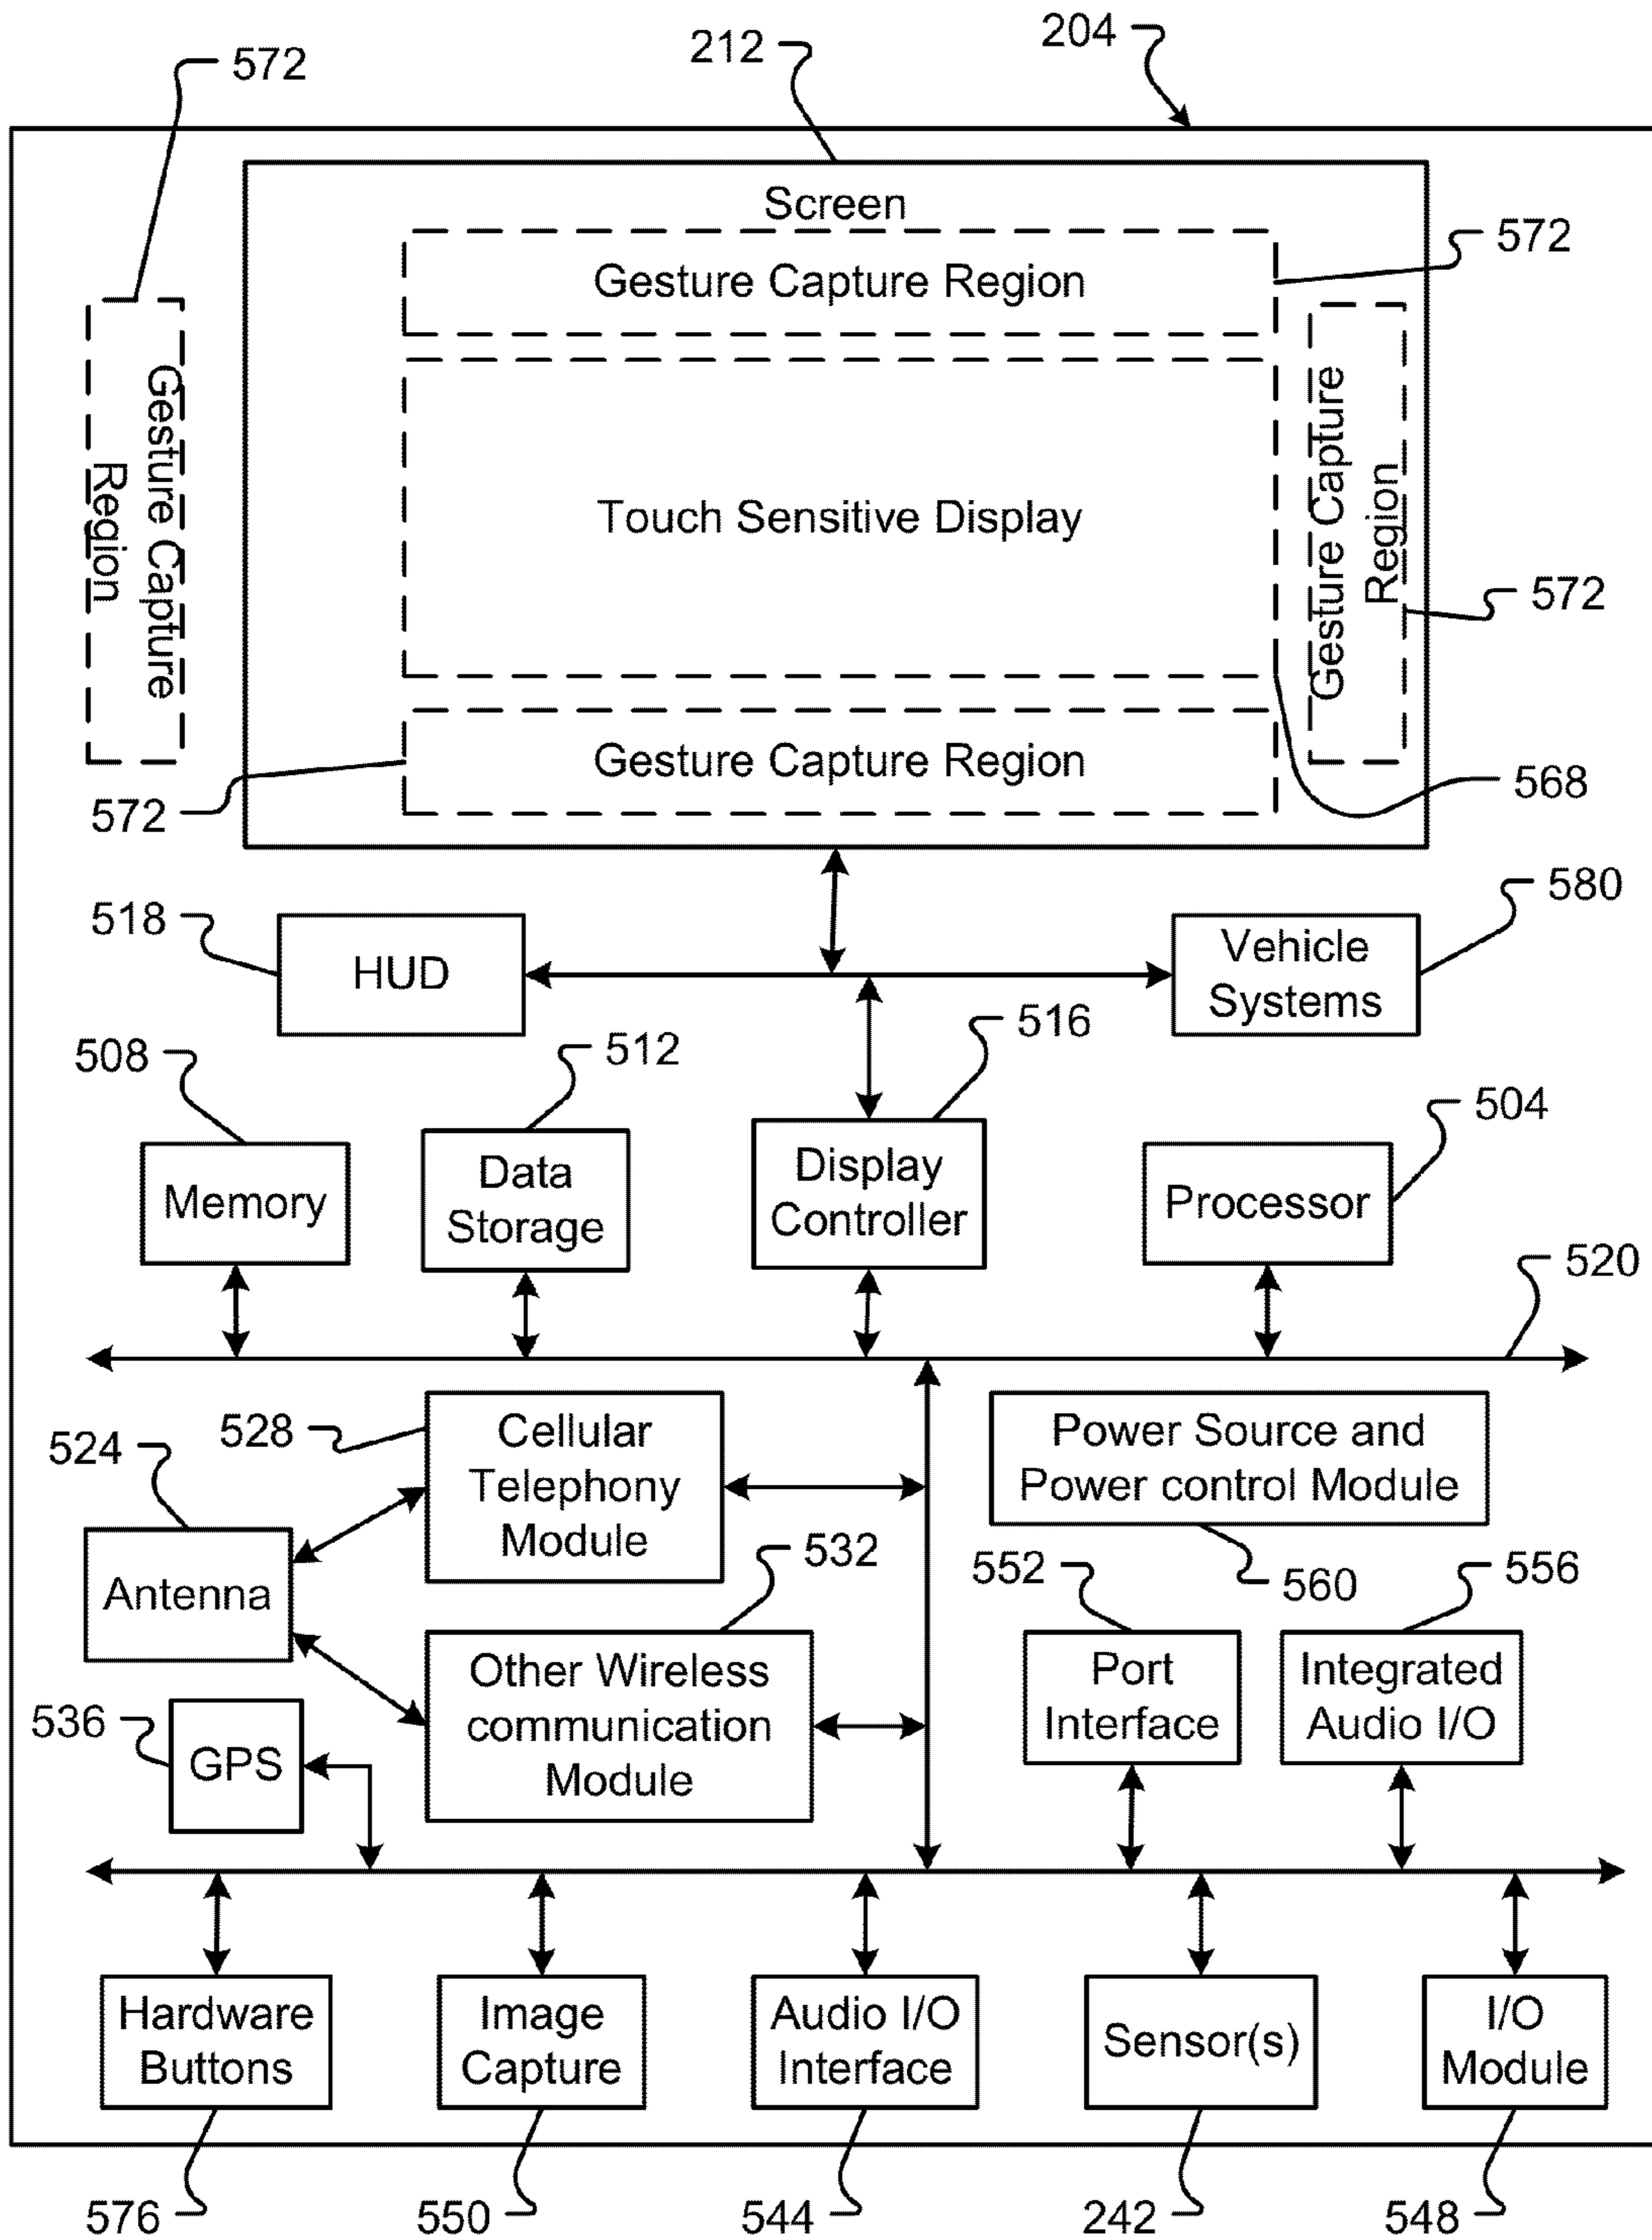 204
212
572
Screen
572
Gesture Capture Region
Gesture Capture
Region
Gesture Capture
Region
Touch Sensitive Display
572
Gesture Capture Region
568
572
580
518
HUD
Vehicle
Systems
516
512
508
504
Memory
Data
Storage
Display
Controller
Processor
520
528
524
Cellular
Telephony
Module
Power Source and
Power control Module
532
552
560
556
Antenna
Other Wireless
communication
Module
Port
Interface
Integrated
Audio I/O
536
GPS
Hardware
Buttons
Image
Capture
Audio I/O
Interface
Sensor(s)
I/O
Module
576
550
544
242
548